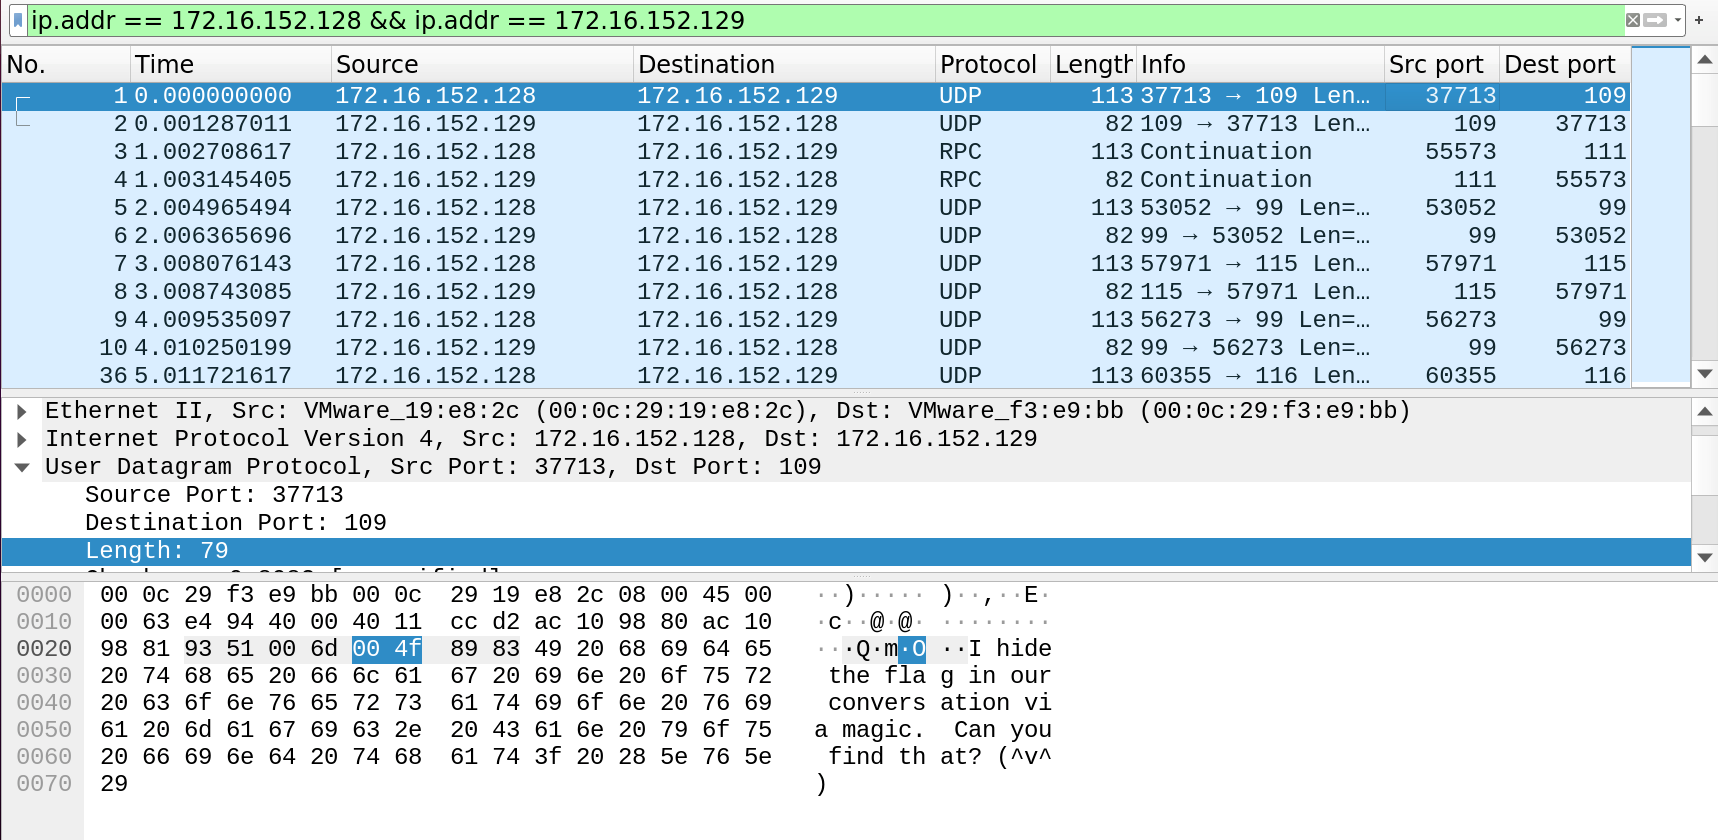 ip.addr == 172.16.152.128 && ip.addr == 172.16.152.129
No. Time Source Destination Protocol Length Info Src port Dest port
1 0.000000000 172.16.152.128 172.16.152.129 UDP 113 37713 → 109 Len… 37713 109
2 0.001287011 172.16.152.129 172.16.152.128 UDP 82 109 → 37713 Len… 109 37713
3 1.002708617 172.16.152.128 172.16.152.129 RPC 113 Continuation 55573 111
4 1.003145405 172.16.152.129 172.16.152.128 RPC 82 Continuation 111 55573
5 2.004965494 172.16.152.128 172.16.152.129 UDP 113 53052 → 99 Len=… 53052 99
6 2.006365696 172.16.152.129 172.16.152.128 UDP 82 99 → 53052 Len=… 99 53052
7 3.008076143 172.16.152.128 172.16.152.129 UDP 113 57971 → 115 Len… 57971 115
8 3.008743085 172.16.152.129 172.16.152.128 UDP 82 115 → 57971 Len… 115 57971
9 4.009535097 172.16.152.128 172.16.152.129 UDP 113 56273 → 99 Len=… 56273 99
10 4.010250199 172.16.152.129 172.16.152.128 UDP 82 99 → 56273 Len=… 99 56273
36 5.011721617 172.16.152.128 172.16.152.129 UDP 113 60355 → 116 Len… 60355 116
Ethernet II, Src: VMware_19:e8:2c (00:0c:29:19:e8:2c), Dst: VMware_f3:e9:bb (00:0c:29:f3:e9:bb)
Internet Protocol Version 4, Src: 172.16.152.128, Dst: 172.16.152.129
User Datagram Protocol, Src Port: 37713, Dst Port: 109
Source Port: 37713
Destination Port: 109
Length: 79
0000 00 0c 29 f3 e9 bb 00 0c 29 19 e8 2c 08 00 45 00 ··)····· )··,··E·
0010 00 63 e4 94 40 00 40 11 cc d2 ac 10 98 80 ac 10 ·c··@·@· ········
0020 98 81 93 51 00 6d 00 4f 89 83 49 20 68 69 64 65 ···Q·m·O ··I hide
0030 20 74 68 65 20 66 6c 61 67 20 69 6e 20 6f 75 72 the fla g in our
0040 20 63 6f 6e 76 65 72 73 61 74 69 6f 6e 20 76 69 convers ation vi
0050 61 20 6d 61 67 69 63 2e 20 43 61 6e 20 79 6f 75 a magic. Can you
0060 20 66 69 6e 64 20 74 68 61 74 3f 20 28 5e 76 5e find th at? (^v^
0070 29 )